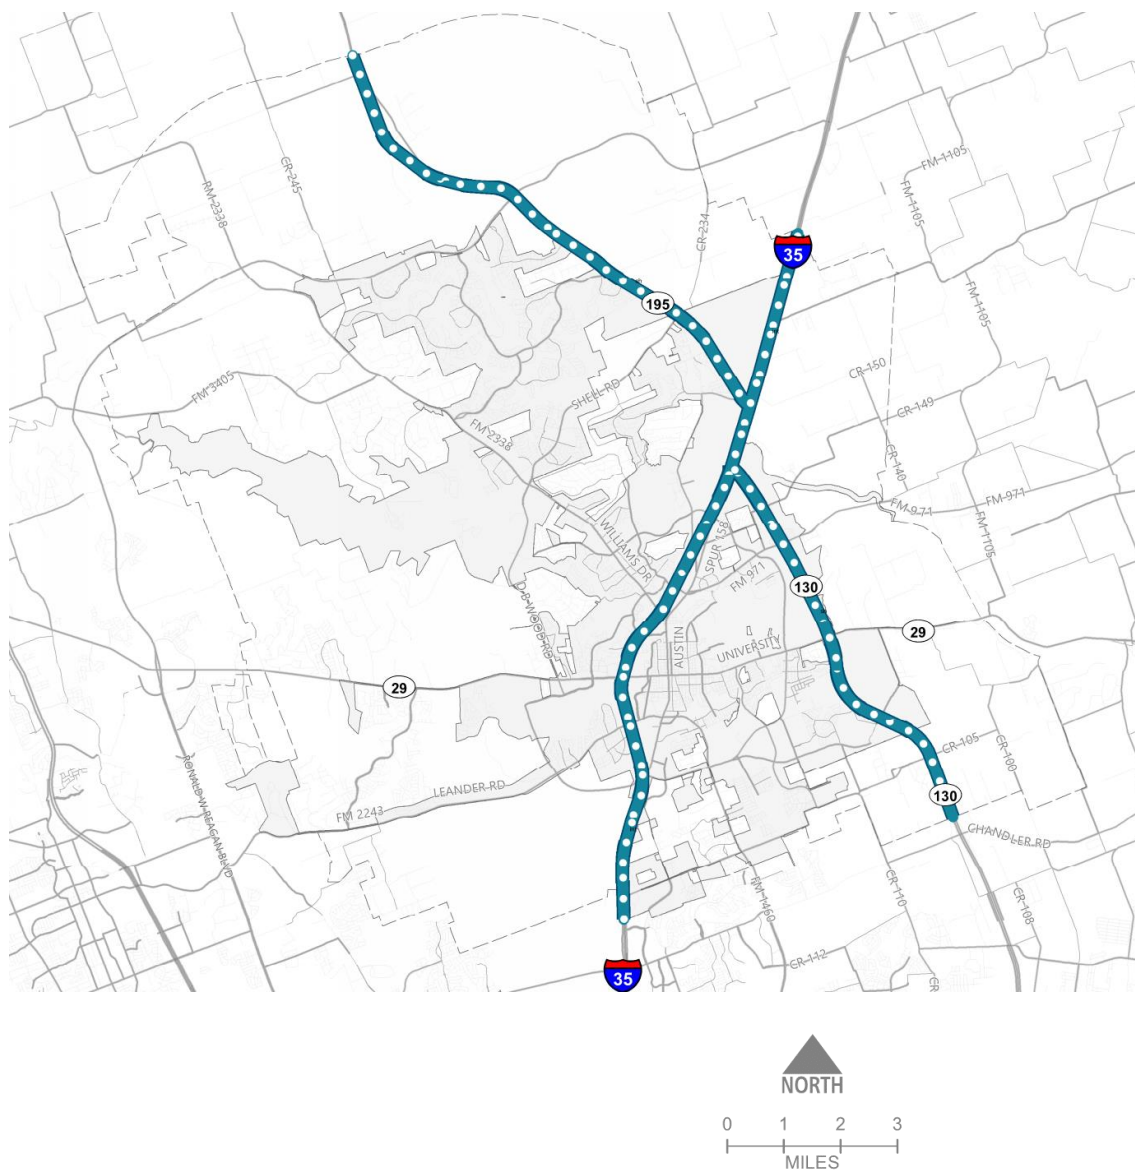 FM 1105
CR 245
RM 2338
FM 1105
CR 234
35
195
FM 1105
CR 150
FM 3405
SHELL RD
CR 149
FM 2338
CR 140
FM 971
FM 971
FM 1105
WILLIAMS DR
SPUR 158
FM 971
D B WOOD RD
130
29
AUSTIN
UNIVERSITY
29
CR 105
CR 100
RONALD W REAGAN BLVD
LEANDER RD
130
FM 2243
CHANDLER RD
CR 110
FM 1460
CR 108
CR 112
CR
35
NORTH
0 1 2 3
MILES